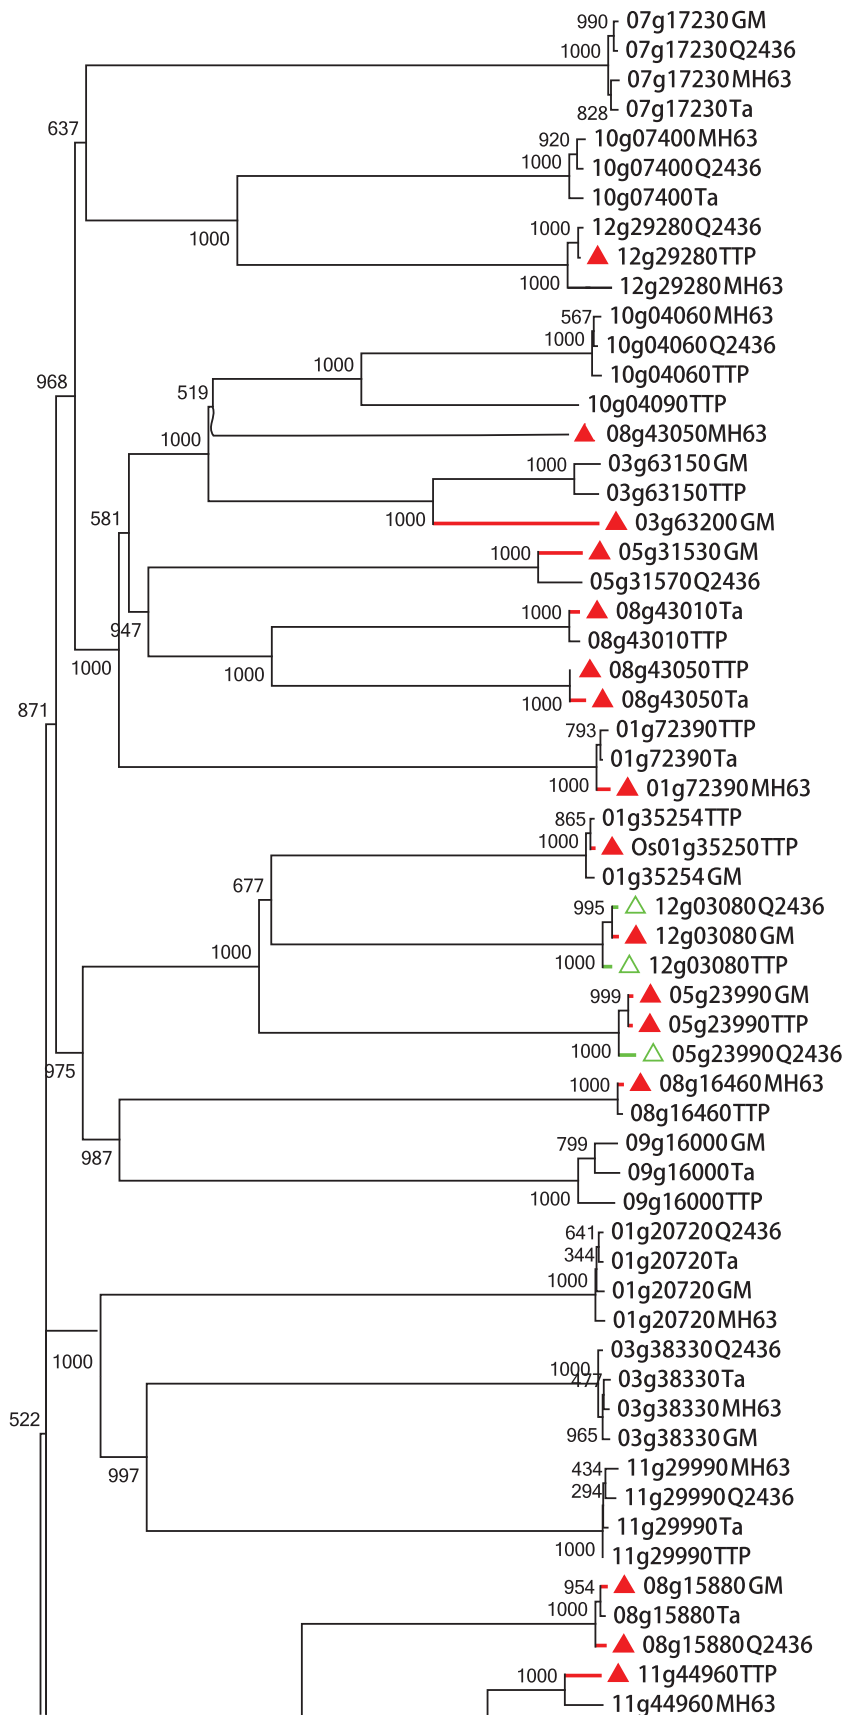 990 07g17230GM
1000 07g17230Q2436
07g17230MH63
828 07g17230Ta
637
920 10g07400MH63
1000 10g07400Q2436
10g07400Ta
1000 12g29280Q2436
1000
12g29280TTP
1000 12g29280MH63
567 10g04060MH63
1000 10g04060Q2436
1000
10g04060TTP
968
519
10g04090TTP
1000 08g43050MH63
1000 03g63150GM
03g63150TTP
581
1000 03g63200GM
1000 05g31530GM
05g31570Q2436
1000 08g43010Ta
947
08g43010TTP
1000
1000 08g43050TTP
1000 08g43050Ta
871
793 01g72390TTP
01g72390Ta
1000 01g72390MH63
865 01g35254TTP
1000 Os01g35250TTP
01g35254GM
677
995 12g03080Q2436
12g03080GM
1000
1000 12g03080TTP
999 05g23990GM
05g23990TTP
1000 05g23990Q2436
975
1000 08g16460MH63
08g16460TTP
799 09g16000GM
987
09g16000Ta
1000 09g16000TTP
641 01g20720Q2436
344 01g20720Ta
1000 01g20720GM
01g20720MH63
1000
03g38330Q2436
1000
477 03g38330Ta
03g38330MH63
522
965 03g38330GM
434 11g29990MH63
997
294 11g29990Q2436
11g29990Ta
1000 11g29990TTP
954 08g15880GM
1000 08g15880Ta
08g15880Q2436
1000 11g44960TTP
11g44960MH63